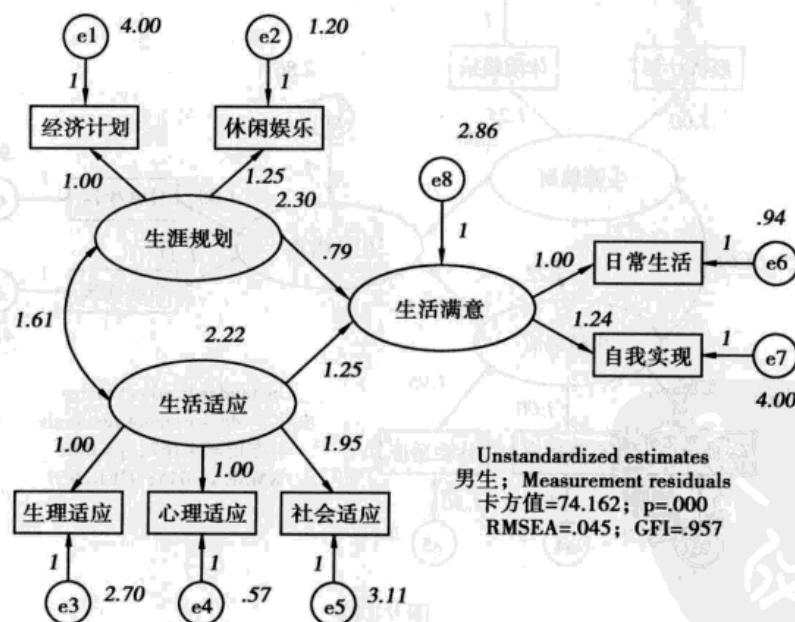 e1 4.00
e2 1.20
1
1
经济计划
休闲娱乐
2.86
1.00
1.25
2.30
e8
生涯规划
.79
1
.94
1.00
日常生活
1
e6
1.61
2.22
生活满意
1.24
自我实现
1
e7
1.25
4.00
生活适应
1.00
1.00
1.95
Unstandardized estimates
男生；Measurement residuals
卡方值=74.162；p=.000
RMSEA=.045；GFI=.957
生理适应
心理适应
社会适应
1
1
1
e3 2.70
e4 .57
e5 3.11